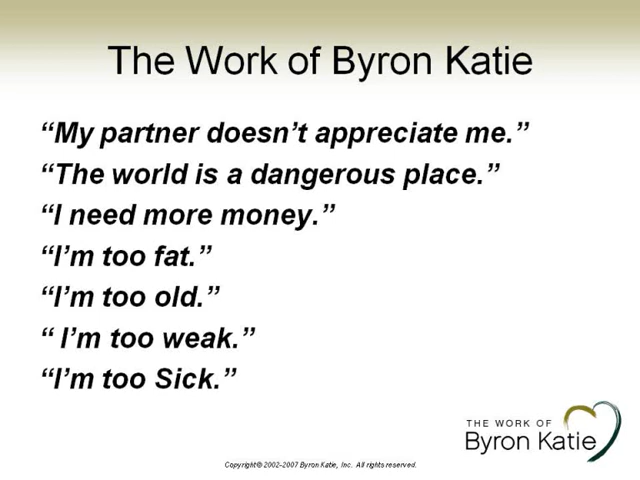 The Work of Byron Katie
“My partner doesn’t appreciate me.”
“The world is a dangerous place.”
“I need more money.”
“I’m too fat.”
“I’m too old.”
“ I’m too weak.”
“I’m too Sick.”
THE WORK OF
Byron Katie
Copyright© 2002-2007 Byron Katie, Inc. All rights reserved.